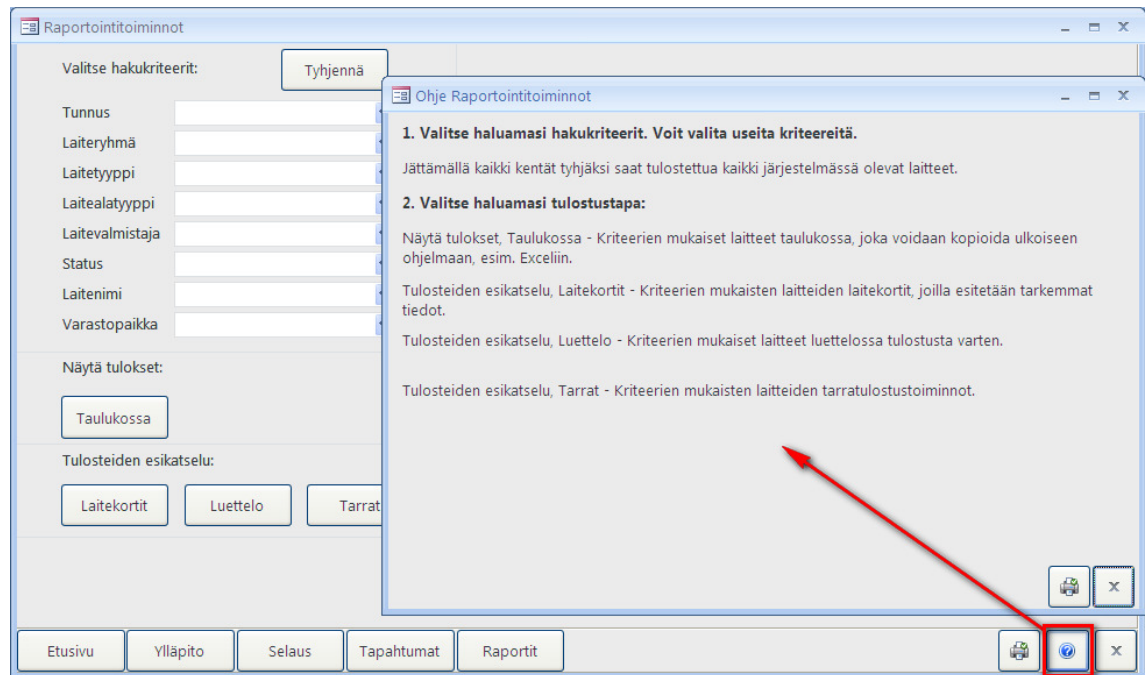 Raportointitoiminnot
Valitse hakukriteerit:
Tyhjennä
Tunnus
Laiteryhmä
Laitetyyppi
Laitealatyyppi
Laitevalmistaja
Status
Laitenimi
Varastopaikka
Näytä tulokset:
Taulukossa
Tulosteiden esikatselu:
Laitekortit
Luettelo
Tarrat
Ohje Raportointitoiminnot
1. Valitse haluamasi hakukriteerit. Voit valita useita kriteereitä.
Jättämällä kaikki kentät tyhjäksi saat tulostettua kaikki järjestelmässä olevat laitteet.
2. Valitse haluamasi tulostustapa:
Näytä tulokset, Taulukossa - Kriteerien mukaiset laitteet taulukossa, joka voidaan kopioida ulkoiseen
ohjelmaan, esim. Exceliin.
Tulosteiden esikatselu, Laitekortit - Kriteerien mukaisten laitteiden laitekortit, joilla esitetään tarkemmat
tiedot.
Tulosteiden esikatselu, Luettelo - Kriteerien mukaiset laitteet luettelossa tulostusta varten.
Tulosteiden esikatselu, Tarrat - Kriteerien mukaisten laitteiden tarratulostustoiminnot.
Etusivu
Ylläpito
Selaus
Tapahtumat
Raportit